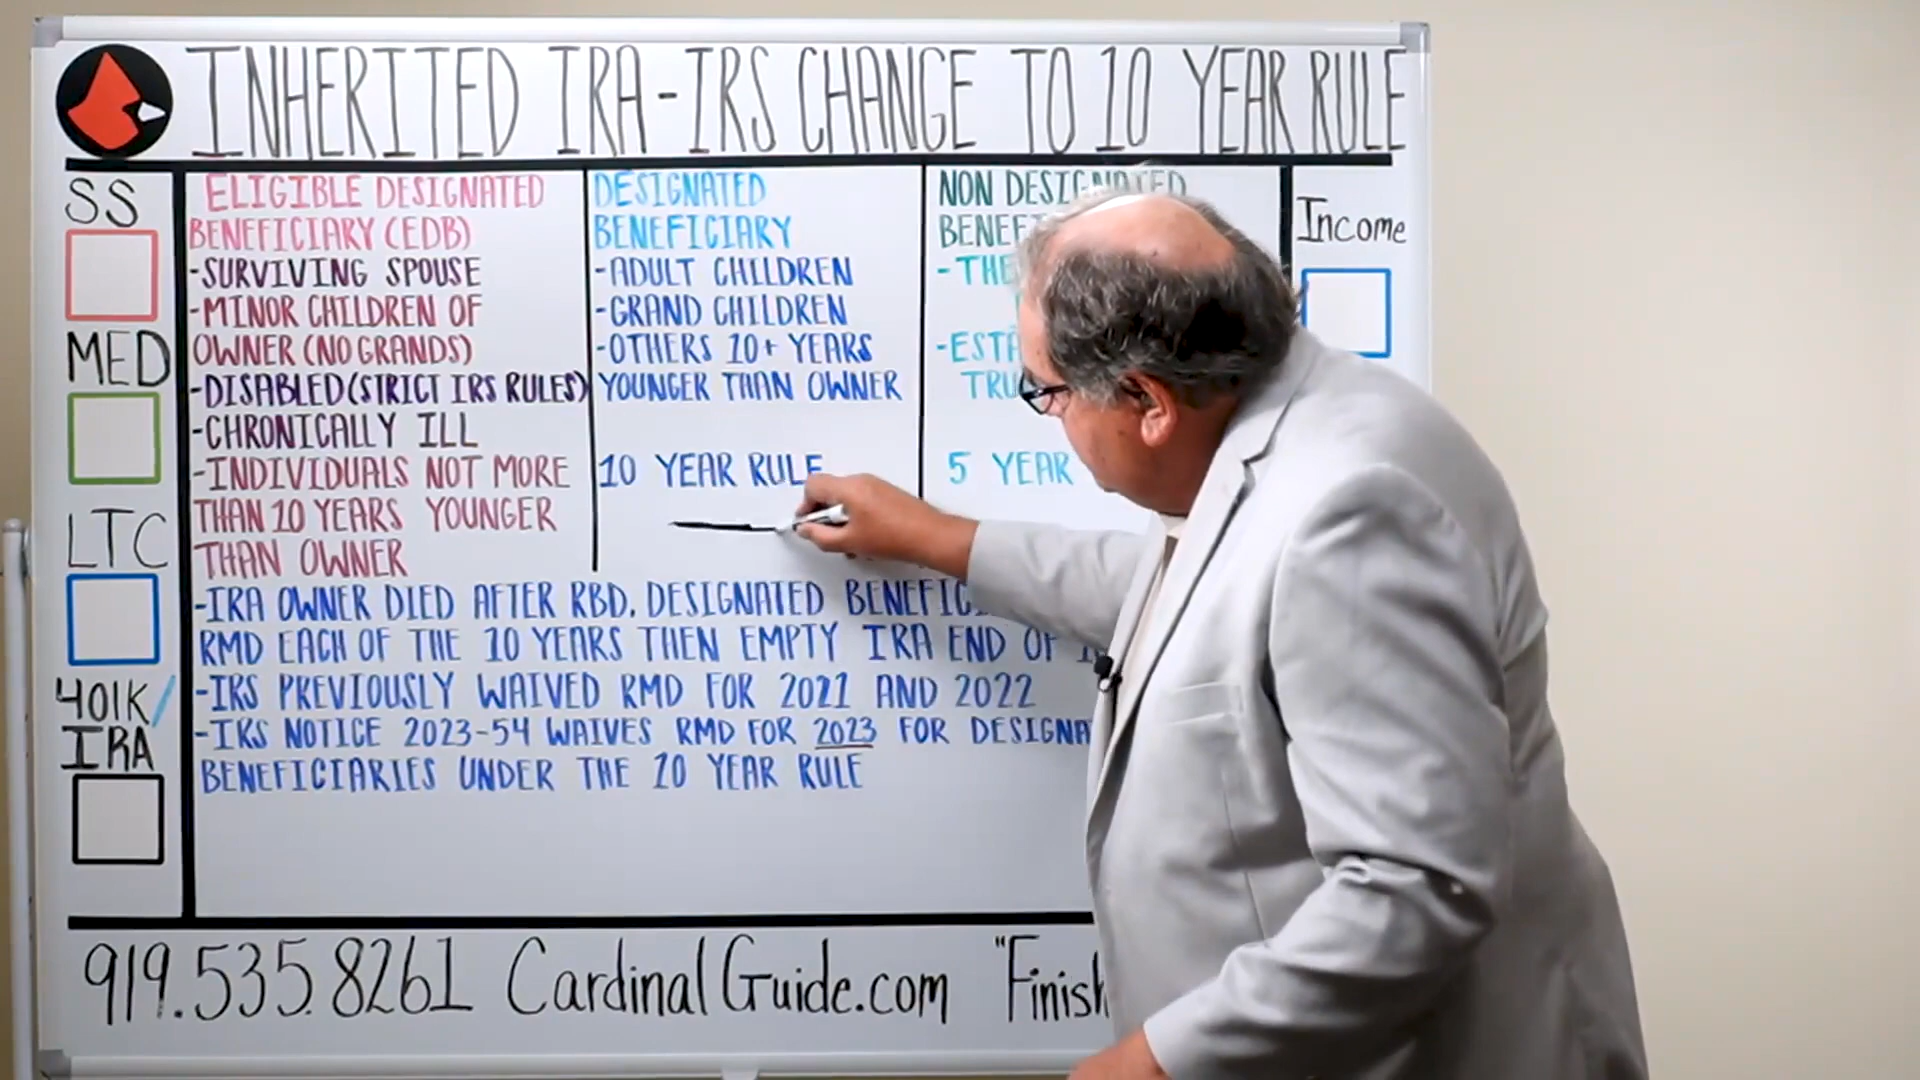 INHERITED IRA-IRS CHANGE TO 10 YEAR RULE
SS
MED
LTC
401K/
IRA
ELIGIBLE DESIGNATED
BENEFICIARY (EDB)
-SURVIVING SPOUSE
-MINOR CHILDREN OF
OWNER (NO GRANDS)
-DISABLED (STRICT IRS RULES)
-CHRONICALLY ILL
-INDIVIDUALS NOT MORE
THAN 10 YEARS YOUNGER
THAN OWNER
DESIGNATED
BENEFICIARY
-ADULT CHILDREN
-GRAND CHILDREN
-OTHERS 10+ YEARS
YOUNGER THAN OWNER
10 YEAR RULE
NON DESIGNATED
5 YEAR
Income
-IRA OWNER DIED AFTER RBD. DESIGNATED
RMD EACH OF THE 10 YEARS THEN EMPTY IRA END OF
-IRS PREVIOUSLY WAIVED RMD FOR 2021 AND 2022
-IRS NOTICE 2023-54 WAIVES RMD FOR 2023 FOR
BENEFICIARIES UNDER THE 10 YEAR RULE
919.535.8261 CardinalGuide.com "Finish